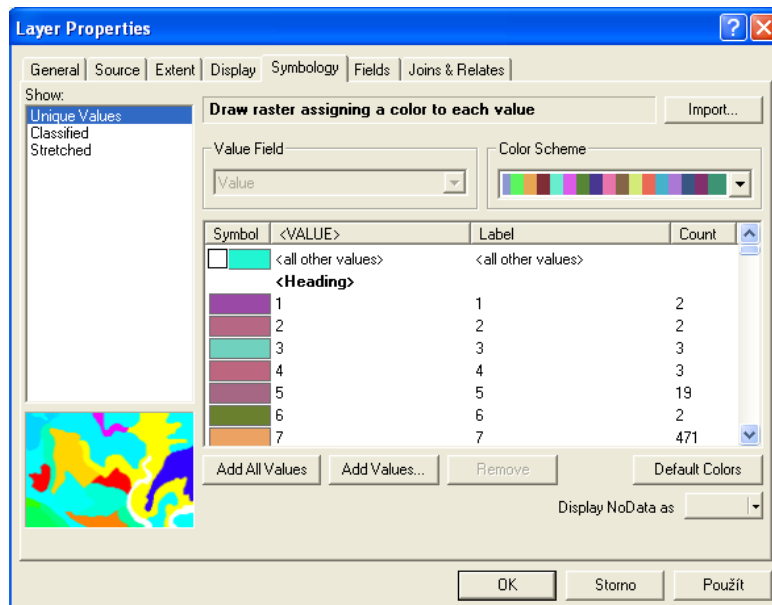 Layer Properties
General Source Extent Display Symbology Fields Joins & Relates
Show:
Unique Values
Classified
Stretched
Draw raster assigning a color to each value
Import...
Value Field
Value
Color Scheme
Symbol <VALUE> Label Count
<all other values> <all other values>
<Heading>
1 1 2
2 2 2
3 3 3
4 4 3
5 5 19
6 6 2
7 7 471
Add All Values Add Values... Remove Default Colors
Display NoData as
OK Storno Použít